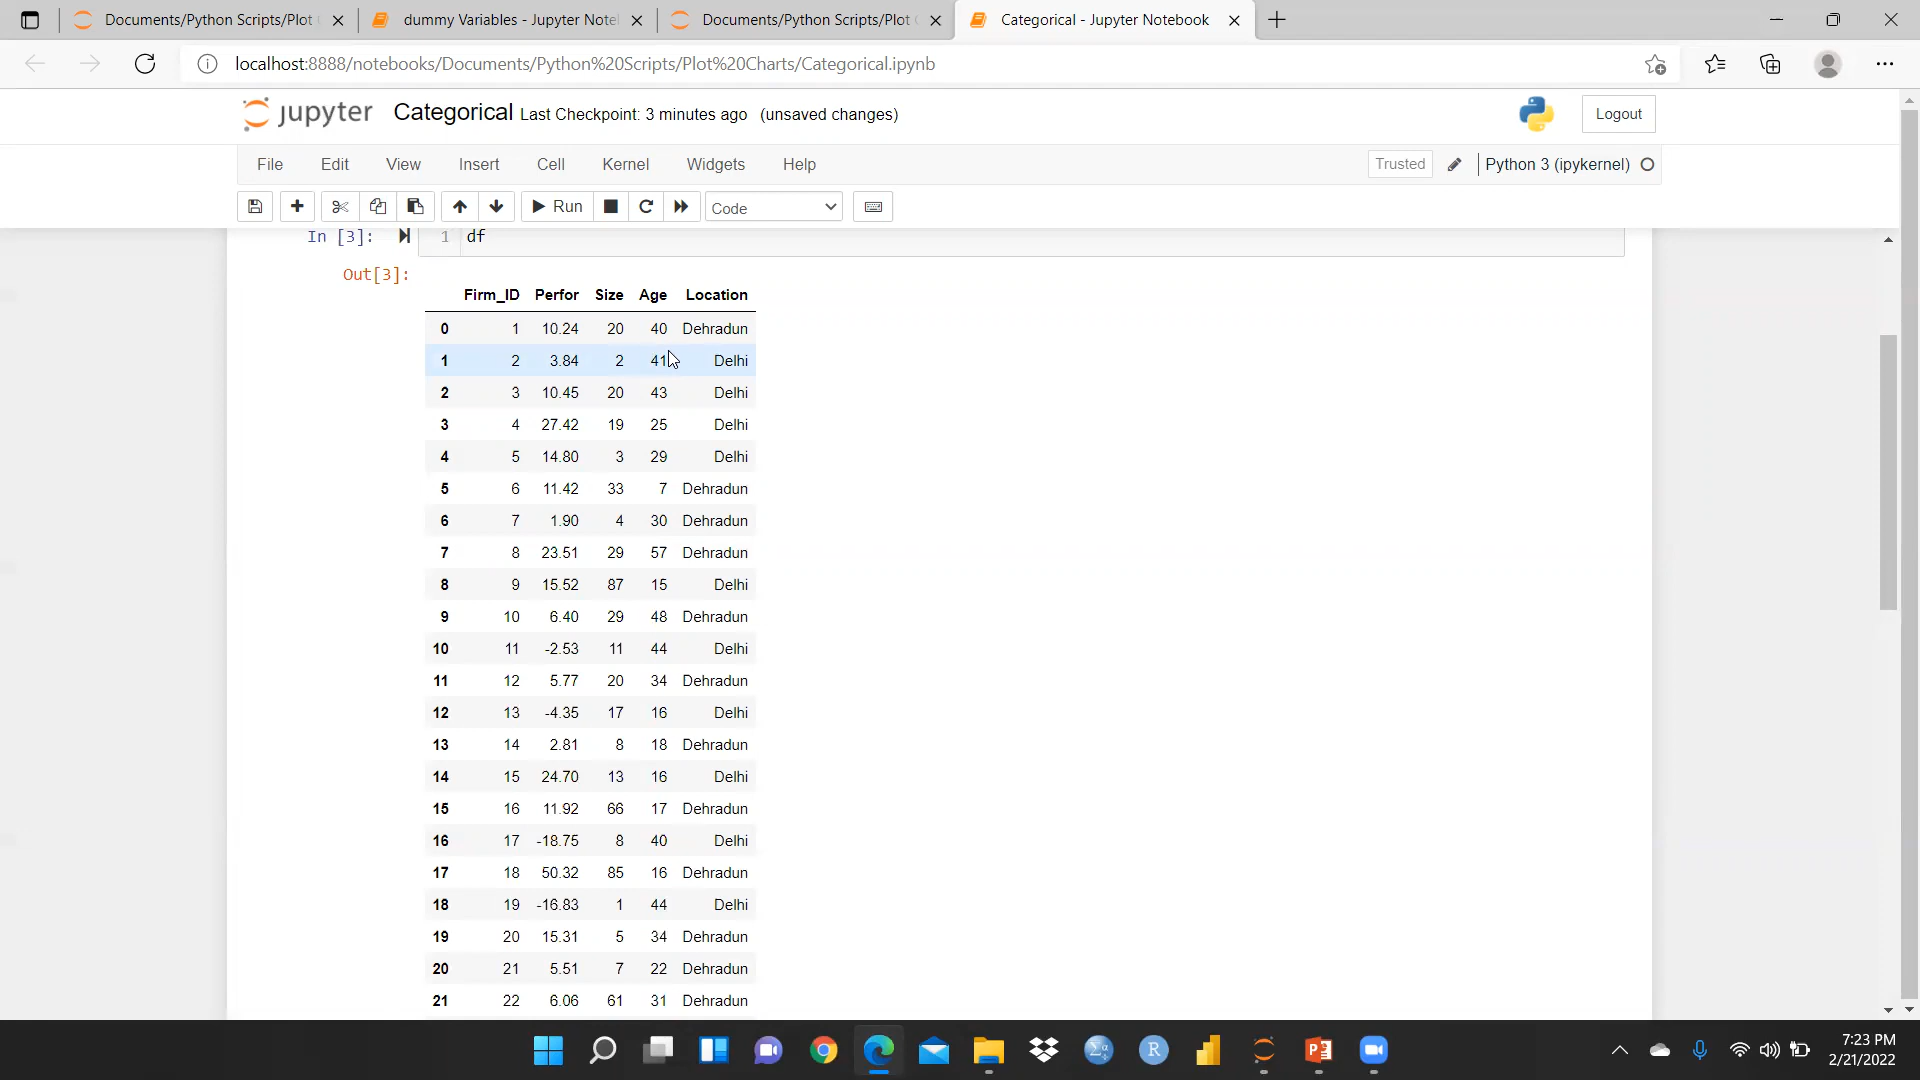 Documents/Python Scripts/Plot
dummy Variables - Jupyter Note
Documents/Python Scripts/Plot
Categorical - Jupyter Notebook
localhost:8888/notebooks/Documents/Python%20Scripts/Plot%20Charts/Categorical.ipynb
jupyter Categorical Last Checkpoint: 3 minutes ago (unsaved changes)
Logout
File Edit View Insert Cell Kernel Widgets Help
Trusted Python 3 (ipykernel)
Run Code
In [3]: 1 df
Out[3]:
Firm_ID Perfor Size Age Location
0 1 10.24 20 40 Dehradun
1 2 3.84 2 41 Delhi
2 3 10.45 20 43 Delhi
3 4 27.42 19 25 Delhi
4 5 14.80 3 29 Delhi
5 6 11.42 33 7 Dehradun
6 7 1.90 4 30 Dehradun
7 8 23.51 29 57 Dehradun
8 9 15.52 87 15 Delhi
9 10 6.40 29 48 Dehradun
10 11 -2.53 11 44 Delhi
11 12 5.77 20 34 Dehradun
12 13 -4.35 17 16 Delhi
13 14 2.81 8 18 Dehradun
14 15 24.70 13 16 Delhi
15 16 11.92 66 17 Dehradun
16 17 -18.75 8 40 Delhi
17 18 50.32 85 16 Dehradun
18 19 -16.83 1 44 Delhi
19 20 15.31 5 34 Dehradun
20 21 5.51 7 22 Dehradun
21 22 6.06 61 31 Dehradun
7:23 PM
2/21/2022